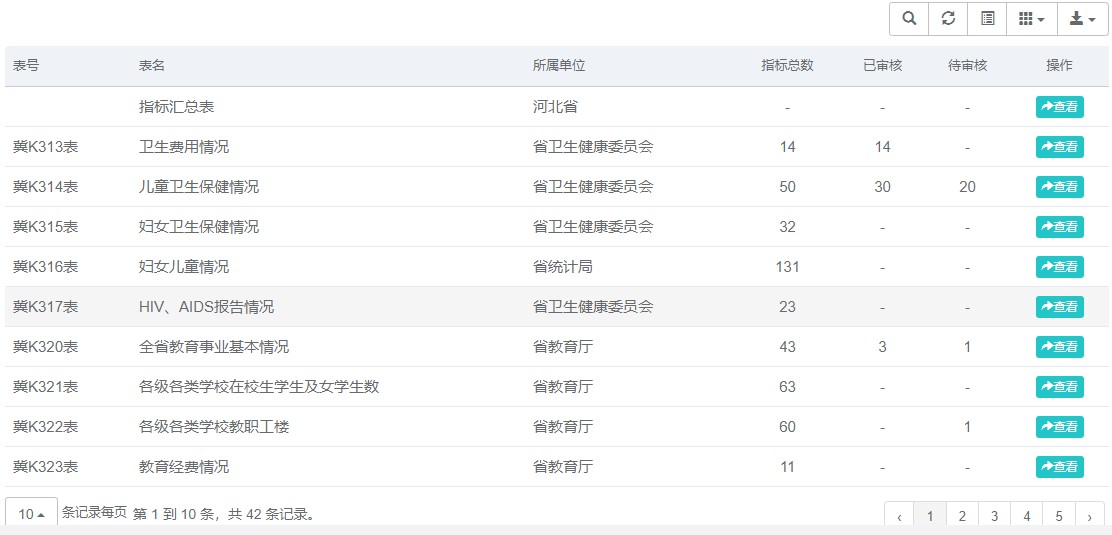 表号 表名 所属单位 指标总数 已审核 待审核 操作
指标汇总表 河北省 - - - 查看
冀K313表 卫生费用情况 省卫生健康委员会 14 14 - 查看
冀K314表 儿童卫生保健情况 省卫生健康委员会 50 30 20 查看
冀K315表 妇女卫生保健情况 省卫生健康委员会 32 - - 查看
冀K316表 妇女儿童情况 省统计局 131 - - 查看
冀K317表 HIV、AIDS报告情况 省卫生健康委员会 23 - - 查看
冀K320表 全省教育事业基本情况 省教育厅 43 3 1 查看
冀K321表 各级各类学校在校生学生及女学生数 省教育厅 63 - - 查看
冀K322表 各级各类学校教职工楼 省教育厅 60 - 1 查看
冀K323表 教育经费情况 省教育厅 11 - - 查看
10 条记录每页 第 1 到 10 条，共 42 条记录。 ‹ 1 2 3 4 5 ›